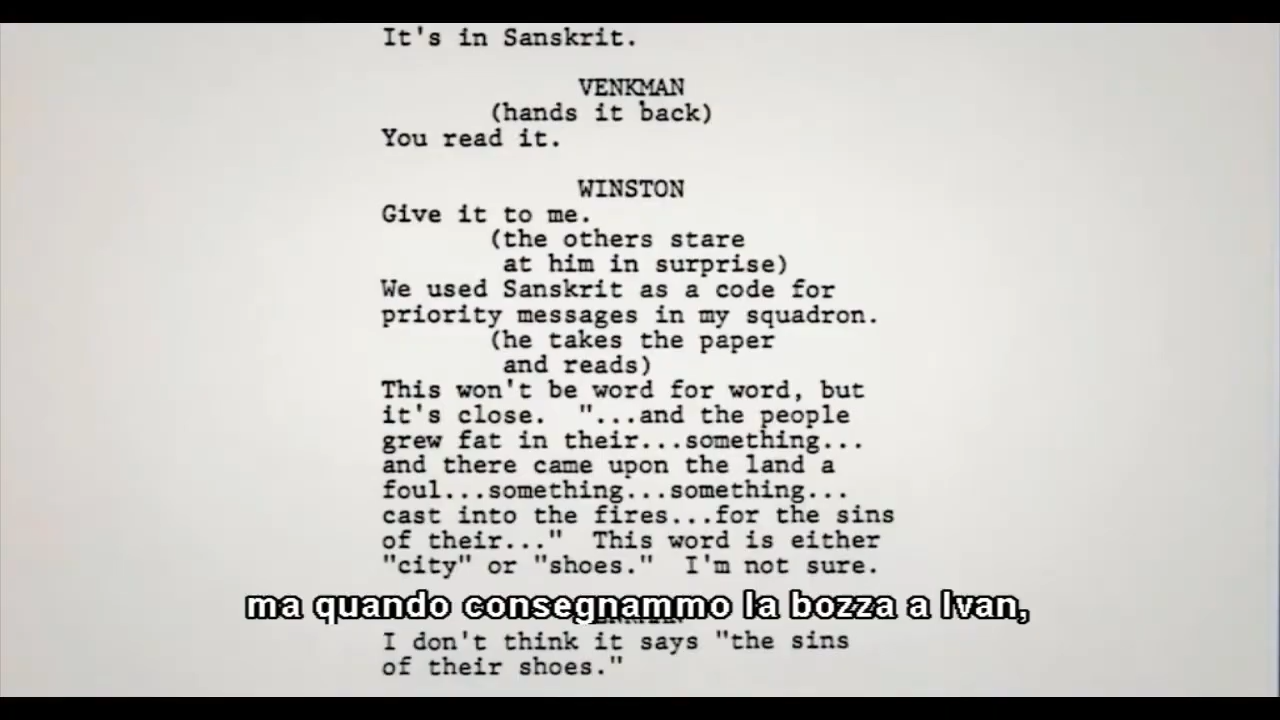 It's in Sanskrit.
VENKMAN
(hands it back)
You read it.
WINSTON
Give it to me.
(the others stare
at him in surprise)
We used Sanskrit as a code for
priority messages in my squadron.
(he takes the paper
and reads)
This won't be word for word, but
it's close.  "...and the people
grew fat in their...something...
and there came upon the land a
foul...something...something...
cast into the fires...for the sins
of their..."  This word is either
"city" or "shoes."  I'm not sure.
ma quando consegnammo la bozza a Ivan,
I don't think it says "the sins
of their shoes."